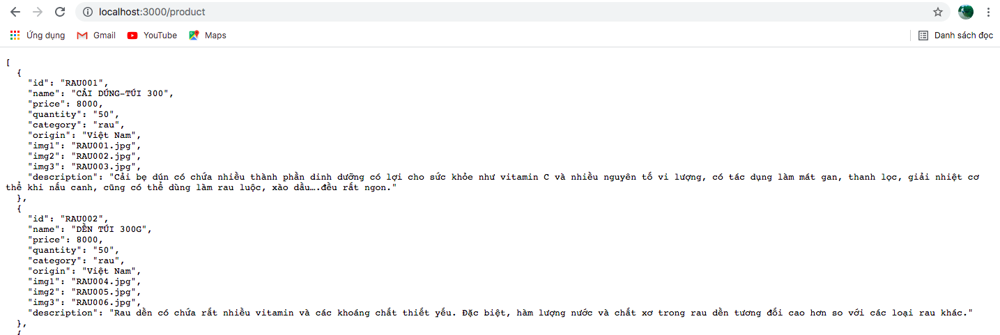 localhost:3000/product
Ứng dụng Gmail YouTube Maps Danh sách đọc
[
{
"id": "RAU001",
"name": "CẢI DÚNG-TÚI 300",
"price": 8000,
"quantity": "50",
"category": "rau",
"origin": "Việt Nam",
"img1": "RAU001.jpg",
"img2": "RAU002.jpg",
"img3": "RAU003.jpg",
"description": "Cải bẹ dún có chứa nhiều thành phần dinh dưỡng có lợi cho sức khỏe như vitamin C và nhiều nguyên tố vi lượng, có tác dụng làm mát gan, thanh lọc, giải nhiệt cơ
thể khi nấu canh, cũng có thể dùng làm rau luộc, xào dầu….đều rất ngon."
},
{
"id": "RAU002",
"name": "DỀN TÚI 300G",
"price": 8000,
"quantity": "50",
"category": "rau",
"origin": "Việt Nam",
"img1": "RAU004.jpg",
"img2": "RAU005.jpg",
"img3": "RAU006.jpg",
"description": "Rau dền có chứa rất nhiều vitamin và các khoáng chất thiết yếu. Đặc biệt, hàm lượng nước và chất xơ trong rau dền tương đối cao hơn so với các loại rau khác."
},
{